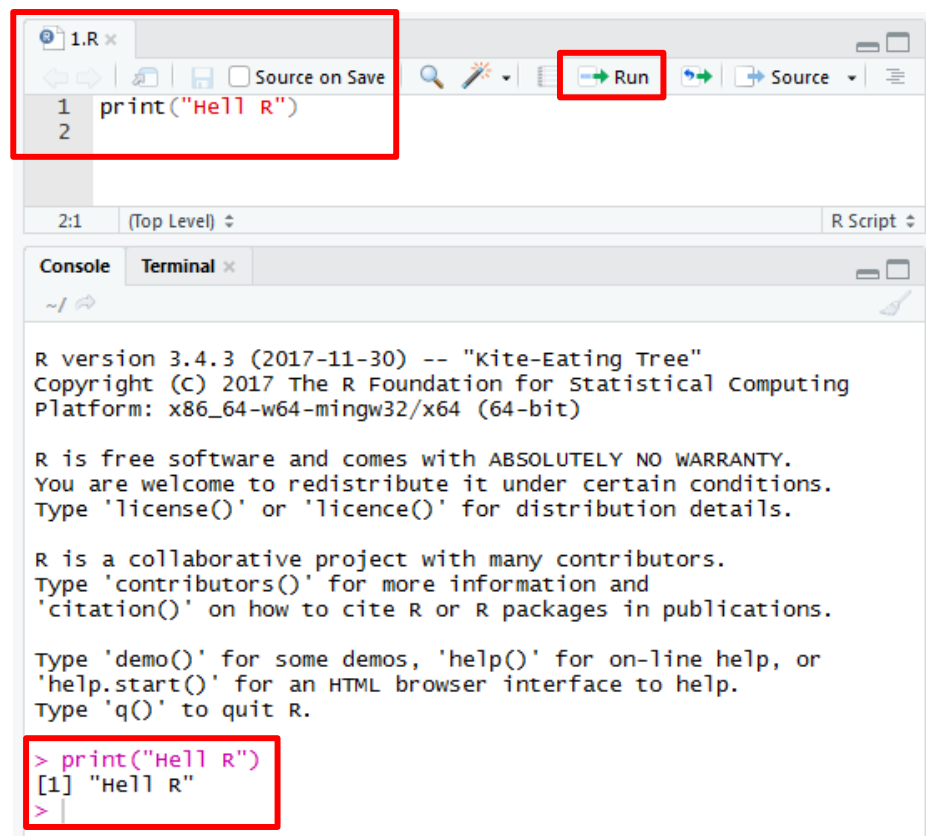 1.R
Source on Save Run Source
1 print("Hell R")
2
2:1 (Top Level) R Script
Console Terminal
~/
R version 3.4.3 (2017-11-30) -- "Kite-Eating Tree"
Copyright (C) 2017 The R Foundation for Statistical Computing
Platform: x86_64-w64-mingw32/x64 (64-bit)
R is free software and comes with ABSOLUTELY NO WARRANTY.
You are welcome to redistribute it under certain conditions.
Type 'license()' or 'licence()' for distribution details.
R is a collaborative project with many contributors.
Type 'contributors()' for more information and
'citation()' on how to cite R or R packages in publications.
Type 'demo()' for some demos, 'help()' for on-line help, or
'help.start()' for an HTML browser interface to help.
Type 'q()' to quit R.
> print("Hell R")
[1] "Hell R"
>